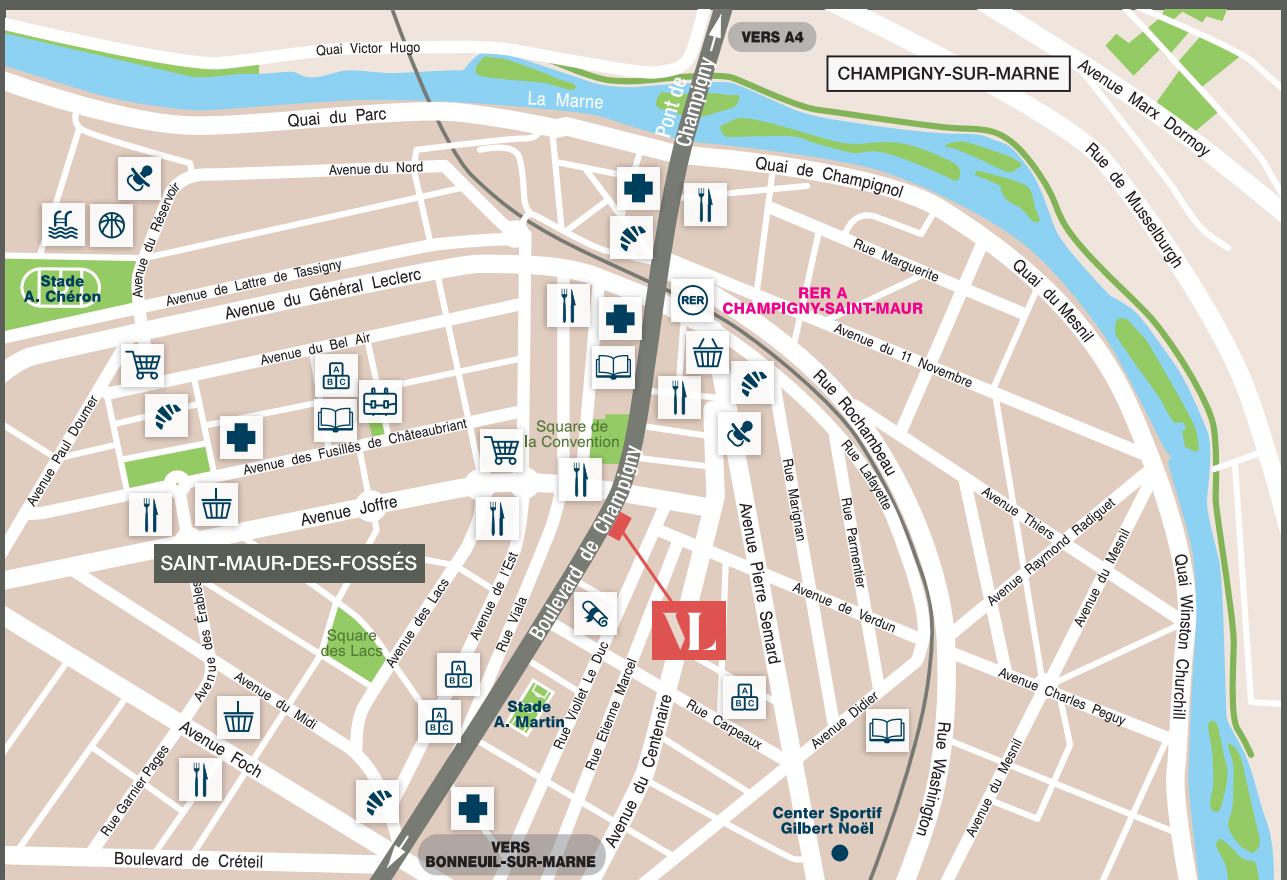 Quai Victor Hugo
VERS A4
CHAMPIGNY-SUR-MARNE
Avenue Marx Dormoy
La Marne
Pont de
Champigny
Quai du Parc
Rue de Musselburgh
Avenue du Nord
Quai de Champignol
Avenue du Réservoir
Rue Marguerite
Quai du Mesnil
Stade
A. Chéron
Avenue de Lattre de Tassigny
Avenue du Général Leclerc
RER
RER A
CHAMPIGNY-SAINT-MAUR
Avenue du 11 Novembre
Avenue du Bel Air
A
B C
Rue Rochambeau
Avenue Paul Doumer
Square de
la Convention
Avenue des Fusillés de Châteaubriant
Rue Lafayette
Rue Marignan
Rue Parmentier
Avenue Joffre
Avenue Pierre Semard
Avenue Thiers
Avenue Raymond Radiguet
Avenue du Mesnil
Boulevard de Champigny
SAINT-MAUR-DES-FOSSÉS
Quai Winston Churchill
Avenue des Érables
Avenue des Lacs
Avenue de l'Est
Rue Viala
Avenue de Verdun
VL
Square
des Lacs
A
B C
Avenue du Midi
Stade
A. Martin
Rue Viollet Le Duc
Rue Etienne Marcel
Avenue du Centenaire
Rue Carpeaux
A
B C
Avenue Didier
Avenue Charles Peguy
A
B C
Avenue Foch
Rue Garnier Pages
Rue Washington
Avenue du Mesnil
Center Sportif
Gilbert Noël
VERS
BONNEUIL-SUR-MARNE
Boulevard de Créteil